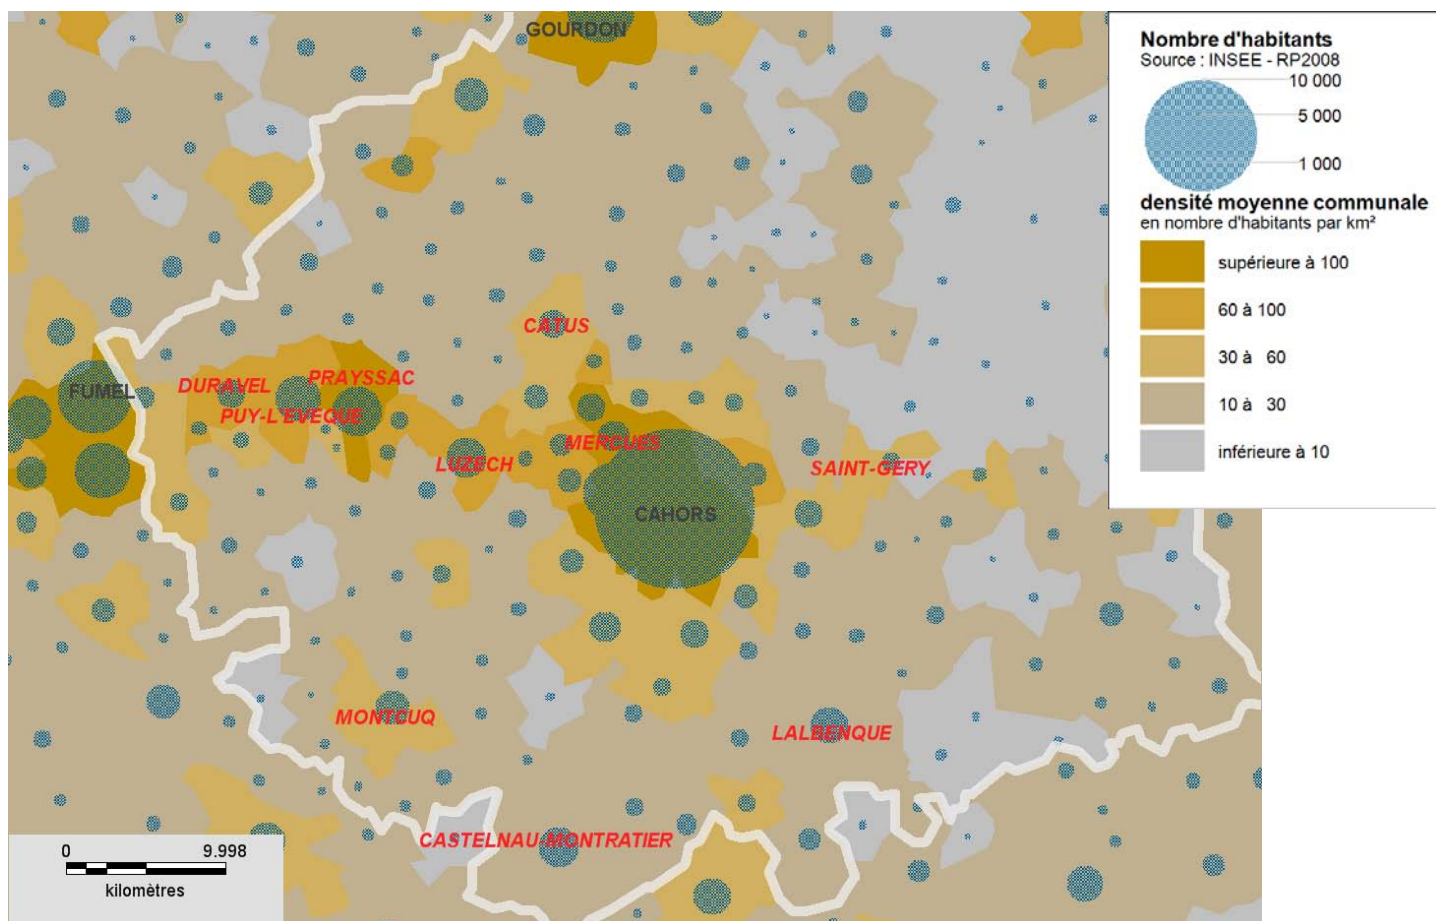 GOURDON
CATUS
FUMEL
DURAVEL
PRAYSSAC
PUY-L'EVEQUE
MERCUES
LUZECH
SAINT-GERY
CAHORS
MONTCUQ
LALBENQUE
CASTELNAU-MONTRATIER
0 9.998
kilomètres
Nombre d'habitants
Source : INSEE - RP2008
10 000
5 000
1 000
densité moyenne communale
en nombre d'habitants par km²
supérieure à 100
60 à 100
30 à 60
10 à 30
inférieure à 10